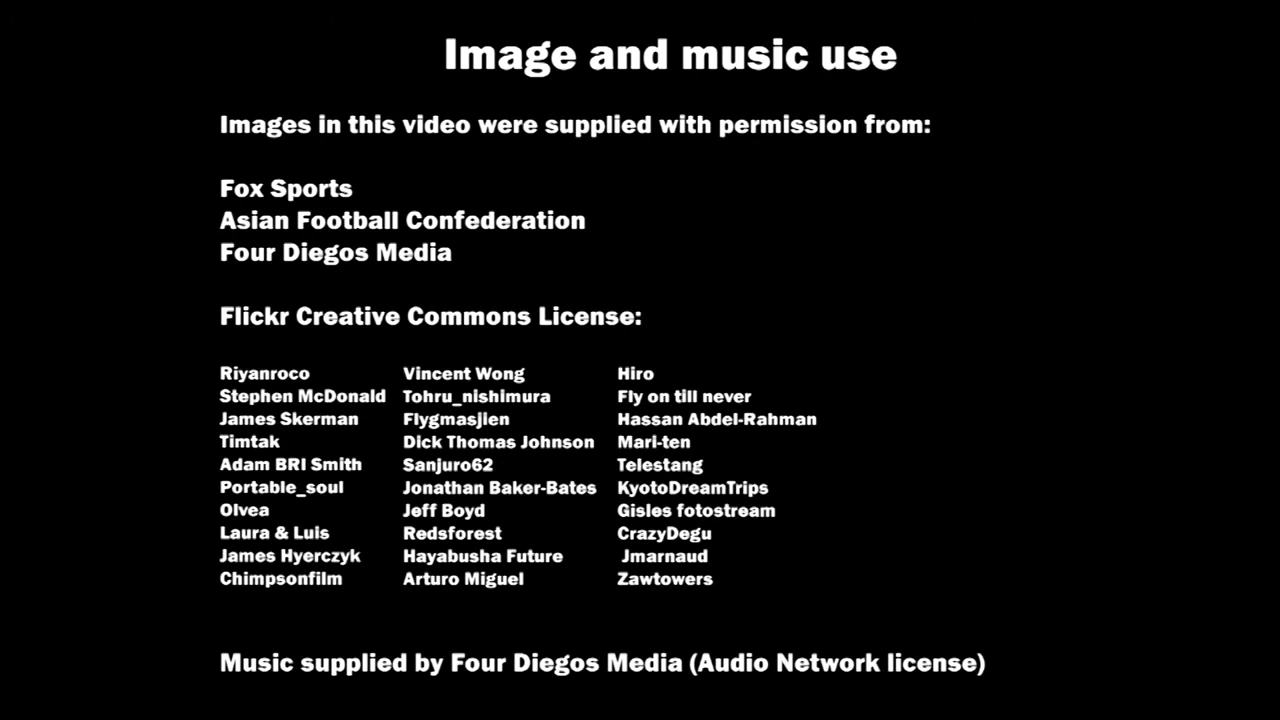 Image and music use
Images in this video were supplied with permission from:
Fox Sports
Asian Football Confederation
Four Diegos Media
Flickr Creative Commons License:
Riyanroco Vincent Wong Hiro
Stephen McDonald Tohru_nishimura Fly on till never
James Skerman Flygmasjien Hassan Abdel-Rahman
Timtak Dick Thomas Johnson Mari-ten
Adam BRI Smith Sanjuro62 Telestang
Portable_soul Jonathan Baker-Bates KyotoDreamTrips
Olvea Jeff Boyd Gisles fotostream
Laura & Luis Redsforest CrazyDegu
James Hyerczyk Hayabusha Future Jmarnaud
Chimpsonfilm Arturo Miguel Zawtowers
Music supplied by Four Diegos Media (Audio Network license)